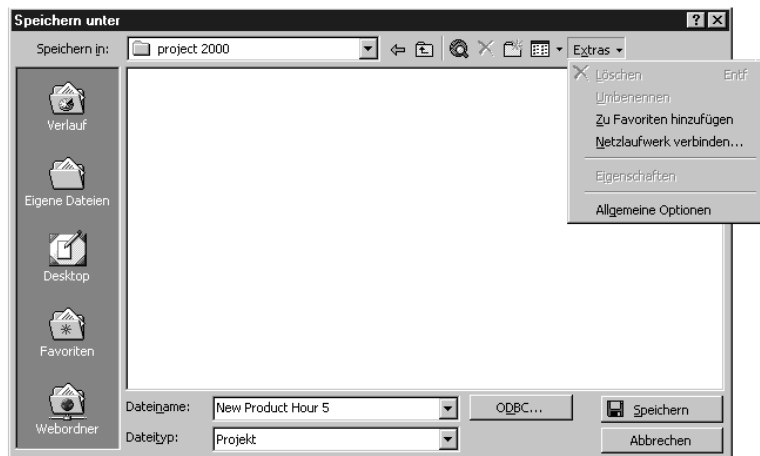 Speichern unter
Speichern in:
project 2000
Extras
Löschen Entf
Umbenennen
Zu Favoriten hinzufügen
Netzlaufwerk verbinden...
Eigenschaften
Allgemeine Optionen
Verlauf
Eigene Dateien
Desktop
Favoriten
Webordner
Dateiname: New Product Hour 5 ODBC... Speichern
Dateityp: Projekt Abbrechen